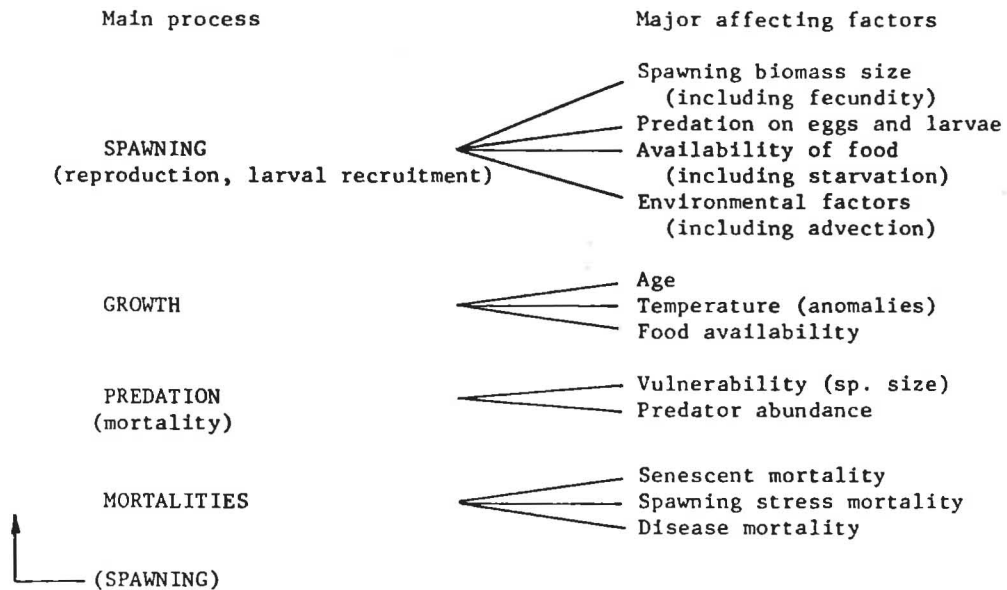 Main process Major affecting factors
Spawning biomass size
(including fecundity)
Predation on eggs and larvae
SPAWNING Availability of food
(reproduction, larval recruitment) (including starvation)
Environmental factors
(including advection)
Age
GROWTH Temperature (anomalies)
Food availability
PREDATION Vulnerability (sp. size)
(mortality) Predator abundance
Senescent mortality
MORTALITIES Spawning stress mortality
Disease mortality
(SPAWNING)